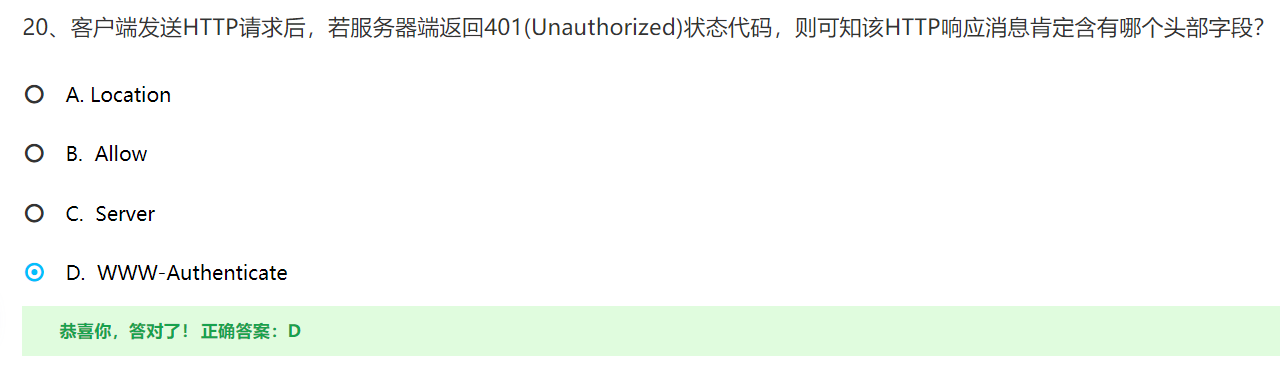 20、客户端发送HTTP请求后，若服务器端返回401(Unauthorized)状态代码，则可知该HTTP响应消息肯定含有哪个头部字段？
A. Location
B. Allow
C. Server
D. WWW-Authenticate
恭喜你，答对了！正确答案：D